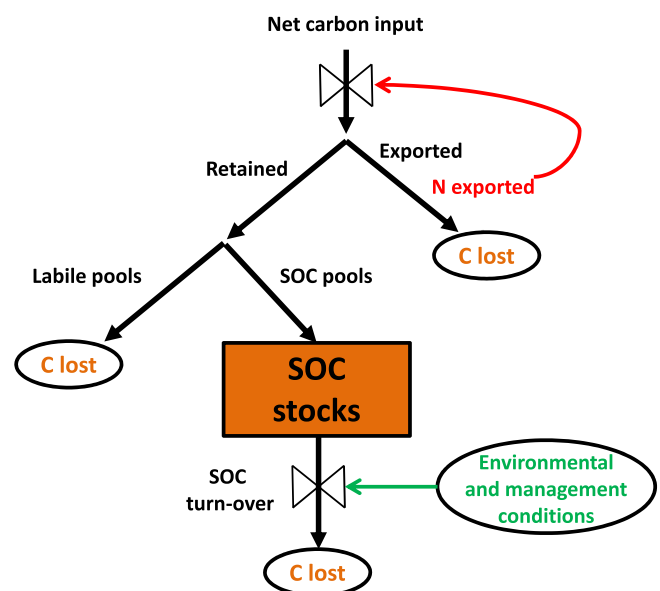 Net carbon input
Exported
Retained
N exported
C lost
Labile pools
SOC pools
C lost
SOC
stocks
Environmental
and management
conditions
SOC
turn-over
C lost